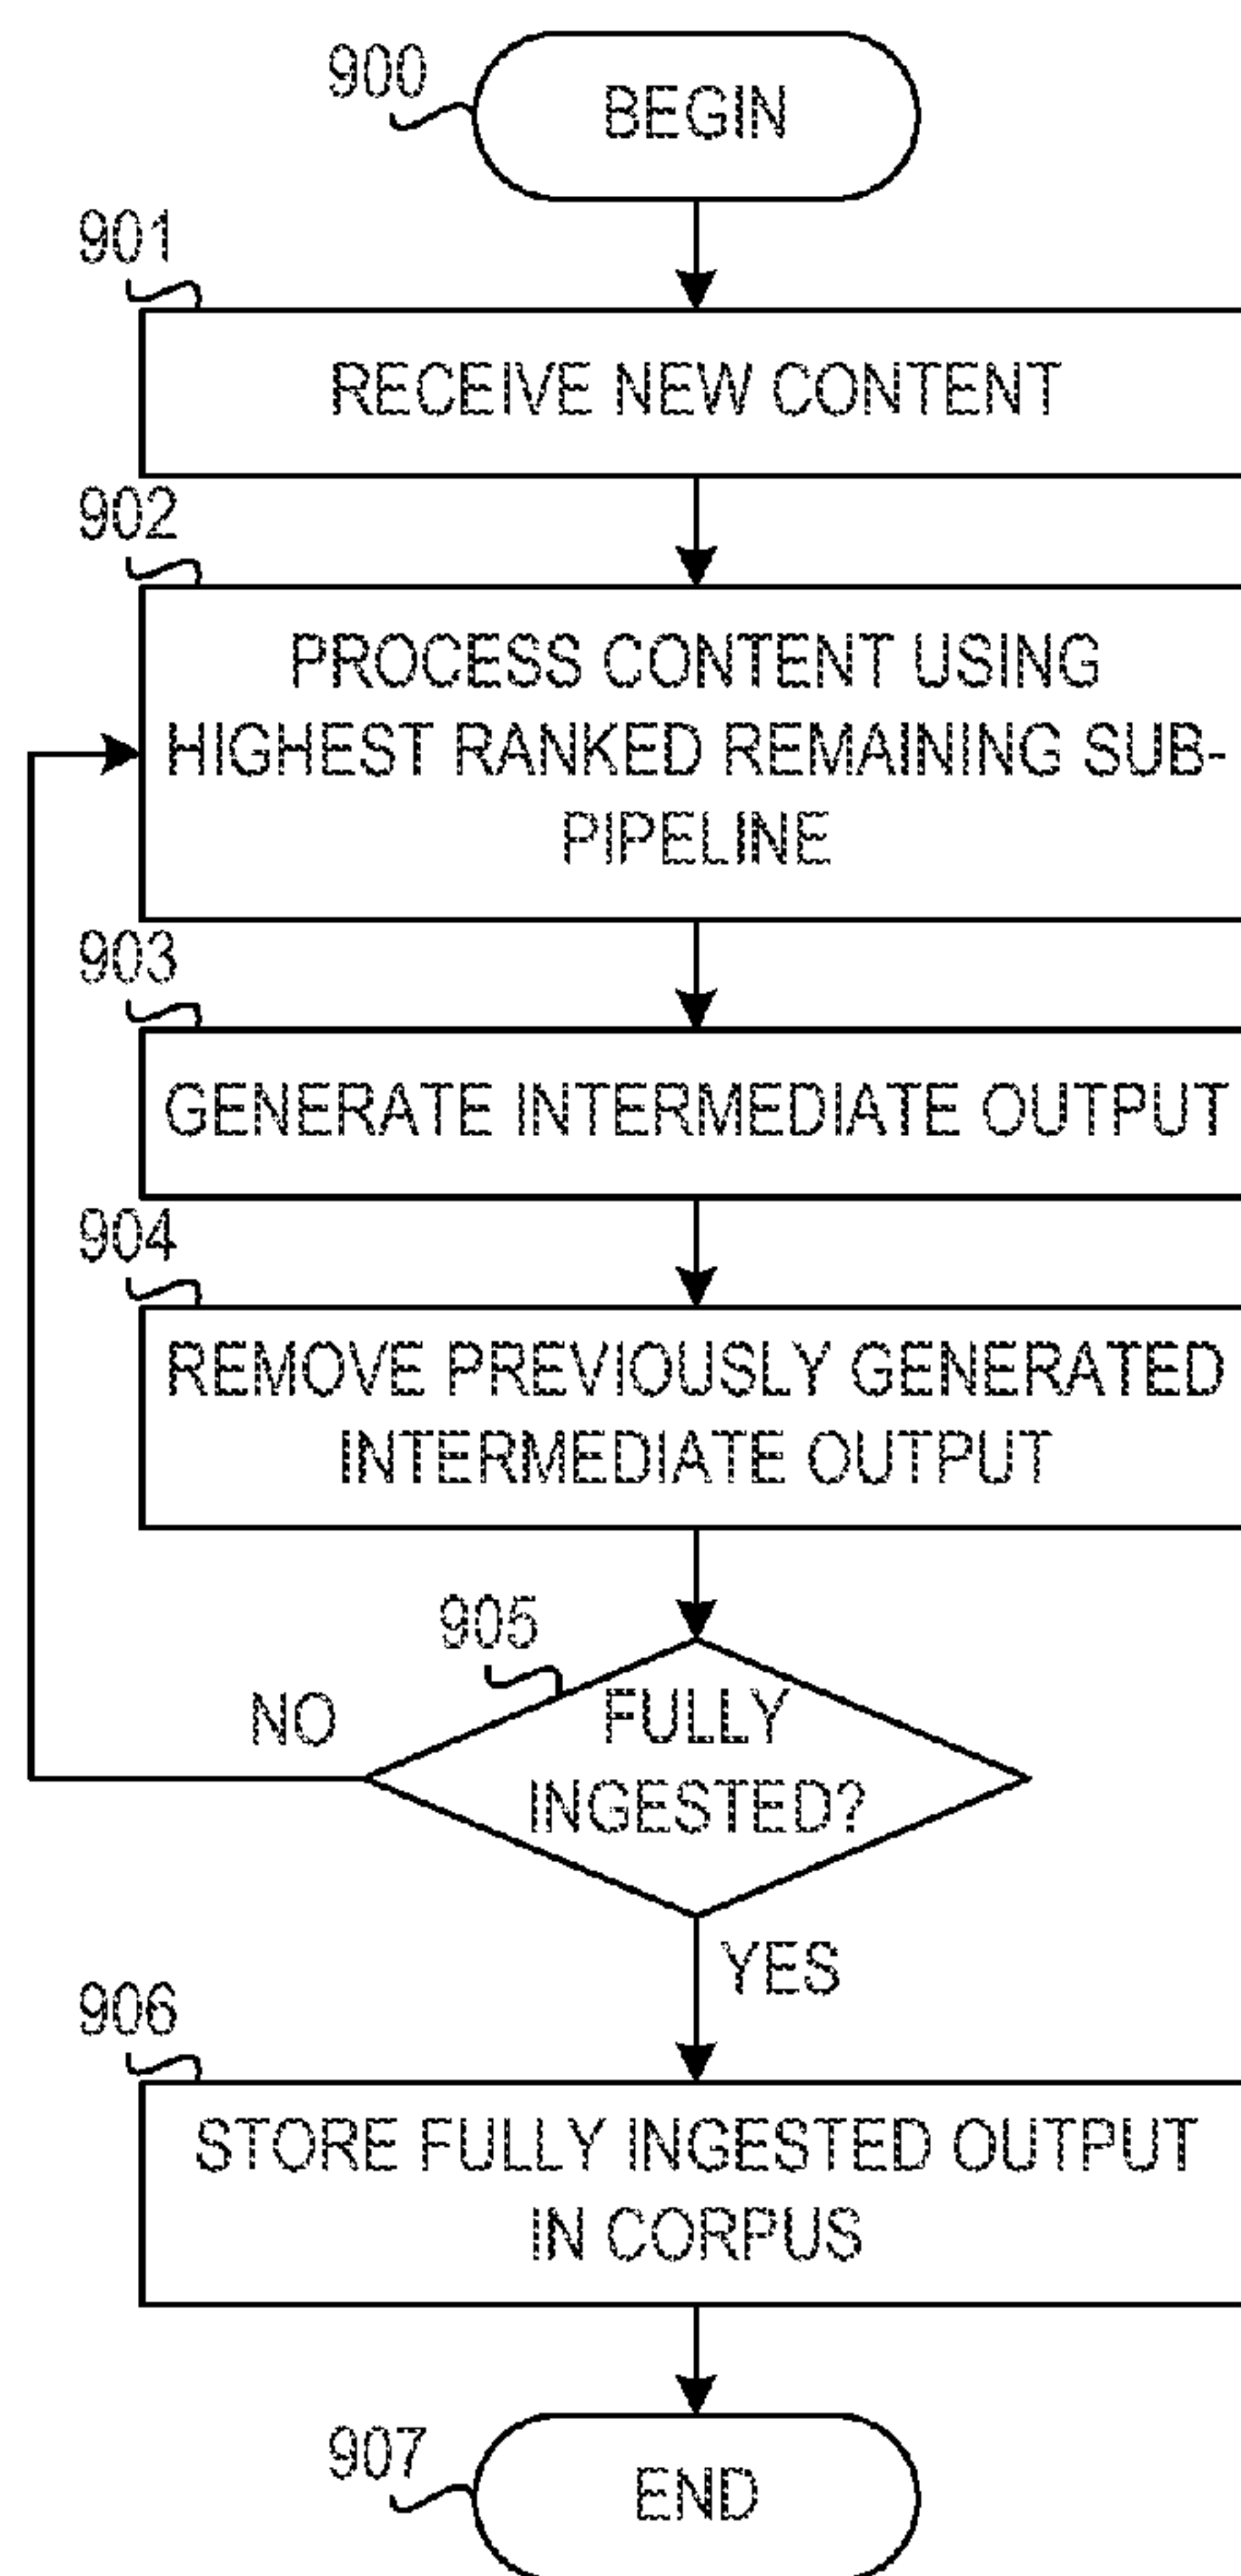 900
BEGIN
901
RECEIVE NEW CONTENT
902
PROCESS CONTENT USING
HIGHEST RANKED REMAINING SUB-
PIPELINE
903
GENERATE INTERMEDIATE OUTPUT
904
REMOVE PREVIOUSLY GENERATED
INTERMEDIATE OUTPUT
905
NO
FULLY
INGESTED?
YES
906
STORE FULLY INGESTED OUTPUT
IN CORPUS
907
END